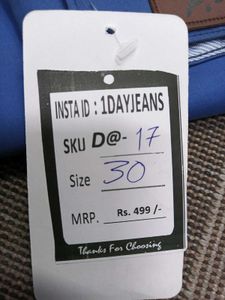 INSTA ID : 1DAYJEANS
SKU D@- 17
Size 30
MRP. Rs. 499 /-
Thanks For Choosing